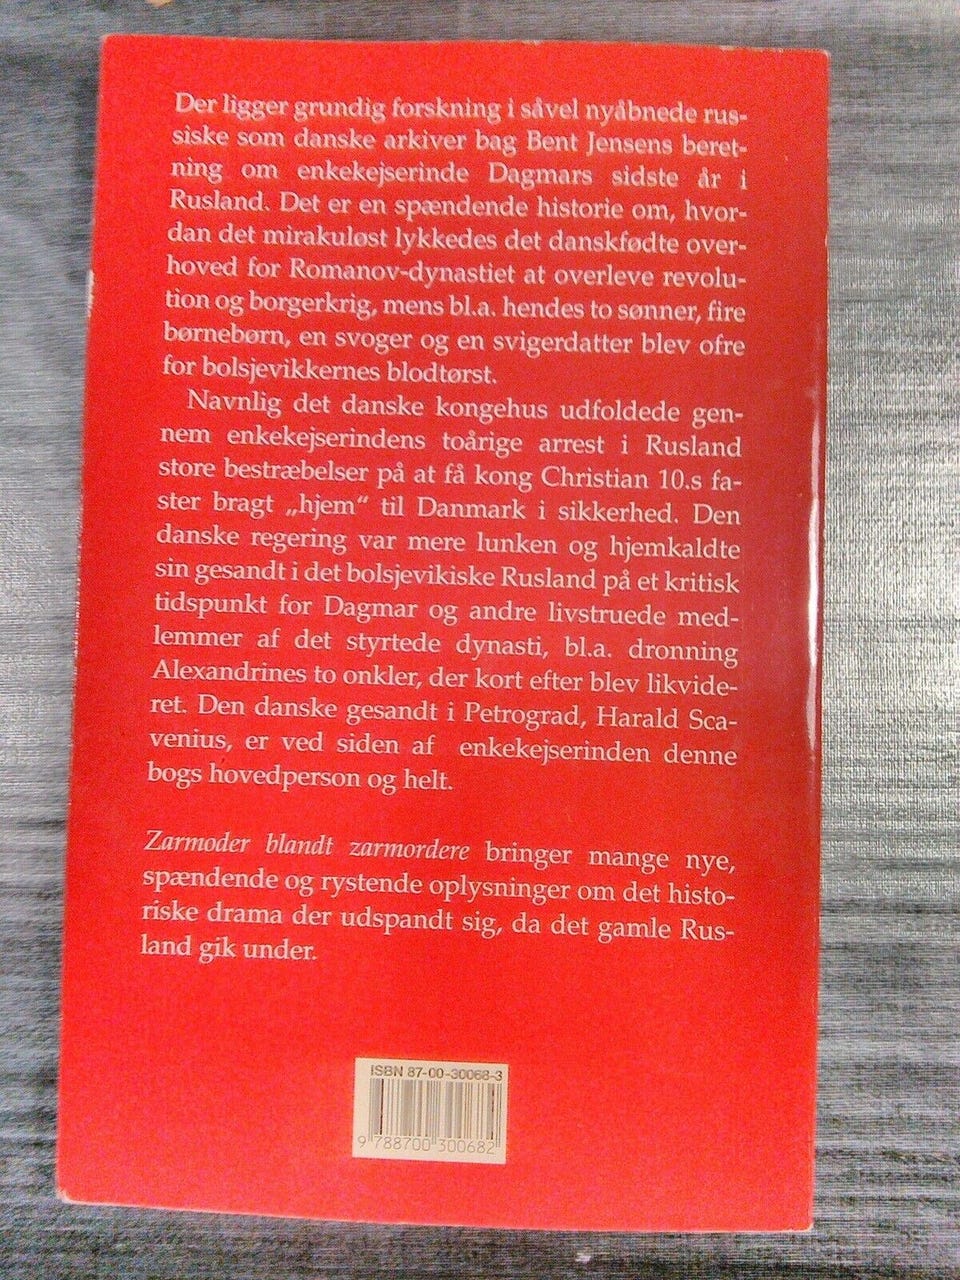 Der ligger grundig forskning i såvel nyåbnede rus-
siske som danske arkiver bag Bent Jensens beret-
ning om enkekejserinde Dagmars sidste år i
Rusland. Det er en spændende historie om, hvor-
dan det mirakuløst lykkedes det danskfødte over-
hoved for Romanov-dynastiet at overleve revolu-
tion og borgerkrig, mens bl.a. hendes to sønner, fire
børnebørn, en svoger og en svigerdatter blev ofre
for bolsjevikkernes blodtørst.
Navnlig det danske kongehus udfoldede gen-
nem enkekejserindens toårige arrest i Rusland
store bestræbelser på at få kong Christian 10.s fa-
ster bragt „hjem“ til Danmark i sikkerhed. Den
danske regering var mere lunken og hjemkaldte
sin gesandt i det bolsjevikiske Rusland på et kritisk
tidspunkt for Dagmar og andre livstruede med-
lemmer af det styrtede dynasti, bl.a. dronning
Alexandrines to onkler, der kort efter blev likvide-
ret. Den danske gesandt i Petrograd, Harald Sca-
venius, er ved siden af enkekejserinden denne
bogs hovedperson og helt.
Zarmoder blandt zarmordere bringer mange nye,
spændende og rystende oplysninger om det histo-
riske drama der udspandt sig, da det gamle Rus-
land gik under.
ISBN 87-00-30068-3
9 788700 300682